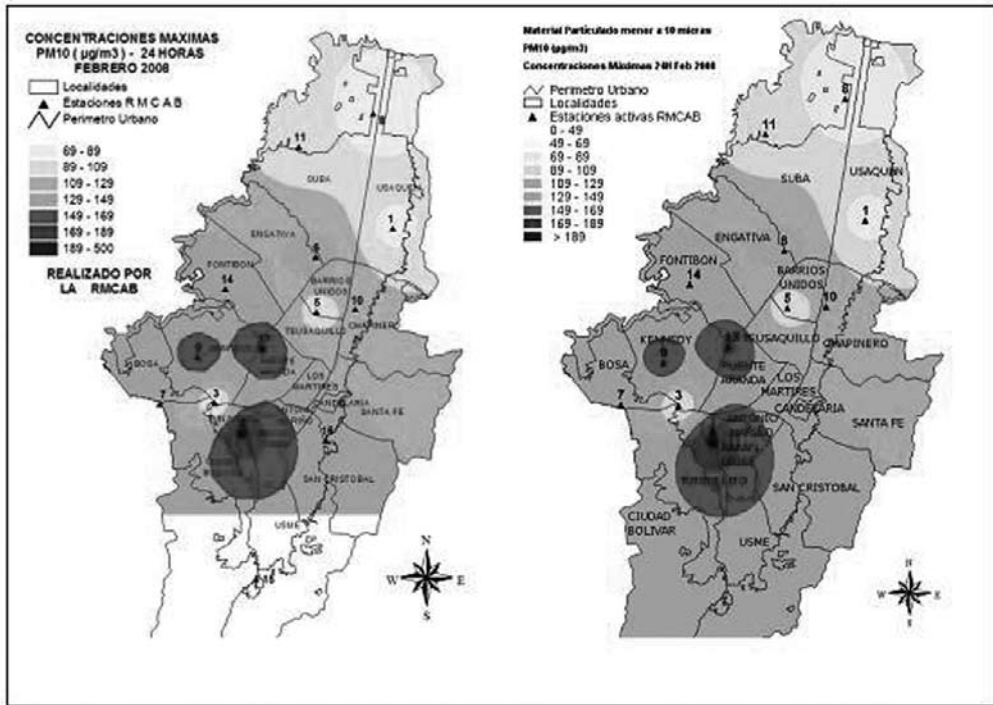 CONCENTRACIONES MAXIMAS
PM10 ( µg/m3 ) - 24 HORAS
FEBRERO 2008
Localidades
Estaciones R M C A B
Perimetro Urbano
69 - 89
89 - 109
109 - 129
129 - 149
149 - 169
169 - 189
189 - 500
REALIZADO POR
LA RMCAB
11
SUBA
USAQUEN
1
ENGATIVA
6
FONTIBON
14
BARRIOS
UNIDOS
5
10
TEUSAQUILLO
CHAPINERO
9
BOSA
LOS
MARTIRES
7
3
CANDELARIA
SANTA FE
SAN CRISTOBAL
USME
N
W
E
S
Material Particulado menor a 10 micras
PM10 (µg/m3)
Concentraciones Máximas 24H Feb 2008
Perimetro Urbano
Localidades
Estaciones activas RMCAB
0 - 49
49 - 69
69 - 89
89 - 109
109 - 129
129 - 149
149 - 169
169 - 189
> 189
8
11
SUBA
USAQUEN
1
ENGATIVA
FONTIBON
14
BARRIOS
UNIDOS
5
10
KENNEDY
TEUSAQUILLO
CHAPINERO
9
BOSA
PUENTE
ARANDA
LOS
MARTIRES
7
3
CANDELARIA
SANTA FE
ANTONIO
SAN CRISTOBAL
CIUDAD
BOLIVAR
USME
N
W
E